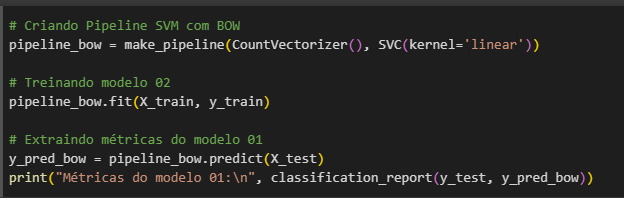 # Criando Pipeline SVM com BOW
pipeline_bow = make_pipeline(CountVectorizer(), SVC(kernel='linear'))
# Treinando modelo 02
pipeline_bow.fit(X_train, y_train)
# Extraindo métricas do modelo 01
y_pred_bow = pipeline_bow.predict(X_test)
print("Métricas do modelo 01:\n", classification_report(y_test, y_pred_bow))